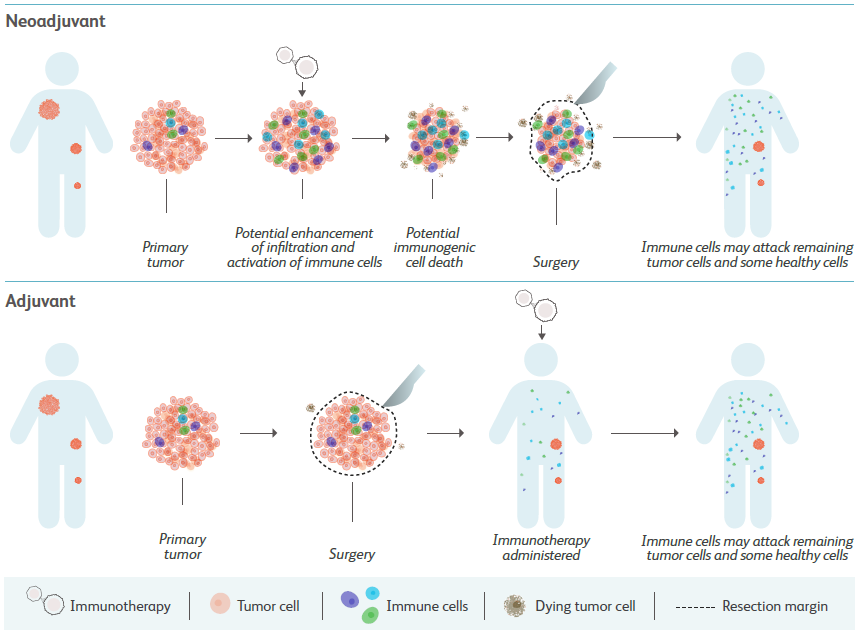 Neoadjuvant
Primary
tumor
Potential enhancement
of infiltration and
activation of immune cells
Potential
immunogenic
cell death
Surgery
Immune cells may attack remaining
tumor cells and some healthy cells
Adjuvant
Primary
tumor
Surgery
Immunotherapy
administered
Immune cells may attack remaining
tumor cells and some healthy cells
Immunotherapy
Tumor cell
Immune cells
Dying tumor cell
Resection margin